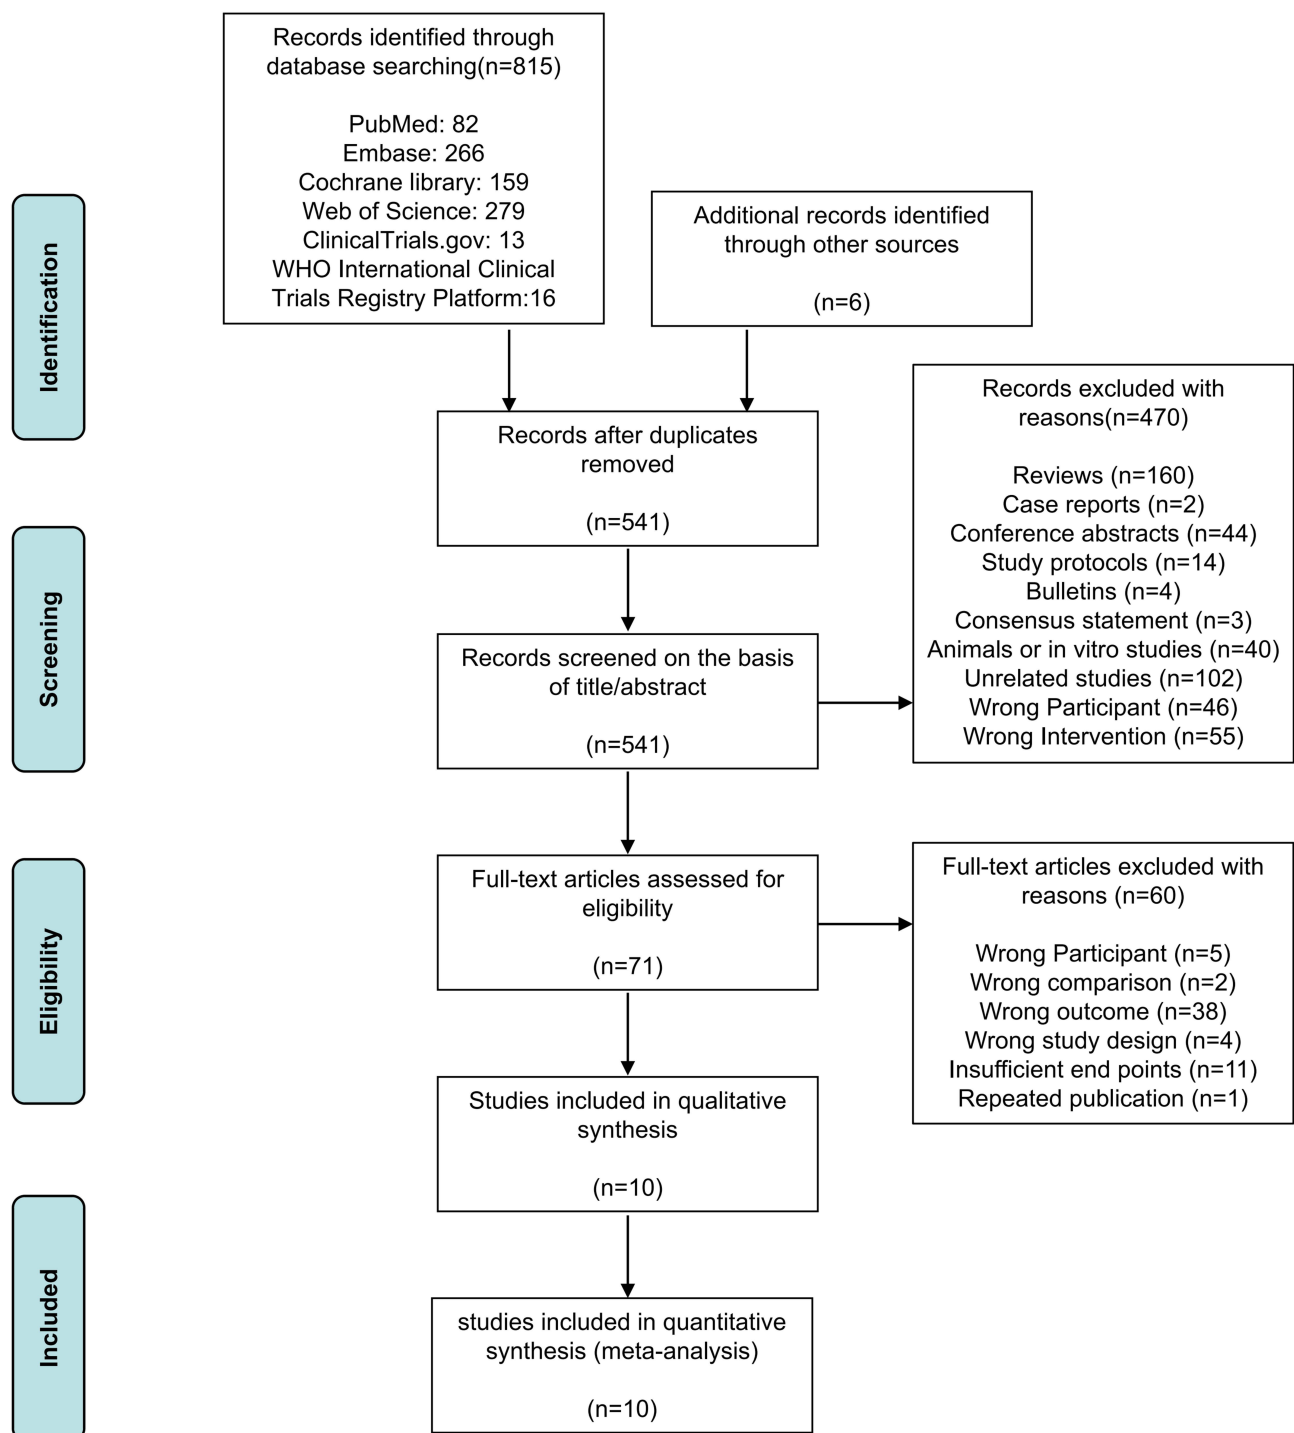 Records identified through
database searching(n=815)
PubMed: 82
Embase: 266
Cochrane library: 159
Web of Science: 279
ClinicalTrials.gov: 13
WHO International Clinical
Trials Registry Platform:16
Additional records identified
through other sources
(n=6)
Identification
Records after duplicates
removed
(n=541)
Records excluded with
reasons(n=470)
Reviews (n=160)
Case reports (n=2)
Conference abstracts (n=44)
Study protocols (n=14)
Bulletins (n=4)
Consensus statement (n=3)
Animals or in vitro studies (n=40)
Unrelated studies (n=102)
Wrong Participant (n=46)
Wrong Intervention (n=55)
Screening
Records screened on the basis
of title/abstract
(n=541)
Eligibility
Full-text articles assessed for
eligibility
(n=71)
Full-text articles excluded with
reasons (n=60)
Wrong Participant (n=5)
Wrong comparison (n=2)
Wrong outcome (n=38)
Wrong study design (n=4)
Insufficient end points (n=11)
Repeated publication (n=1)
Studies included in qualitative
synthesis
(n=10)
Included
studies included in quantitative
synthesis (meta-analysis)
(n=10)